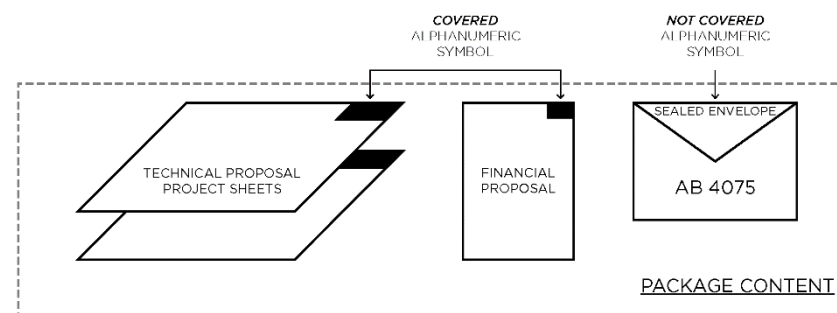 COVERED
ALPHANUMERIC
SYMBOL
NOT COVERED
ALPHANUMERIC
SYMBOL
TECHNICAL PROPOSAL
PROJECT SHEETS
FINANCIAL
PROPOSAL
SEALED ENVELOPE
AB 4075
PACKAGE CONTENT